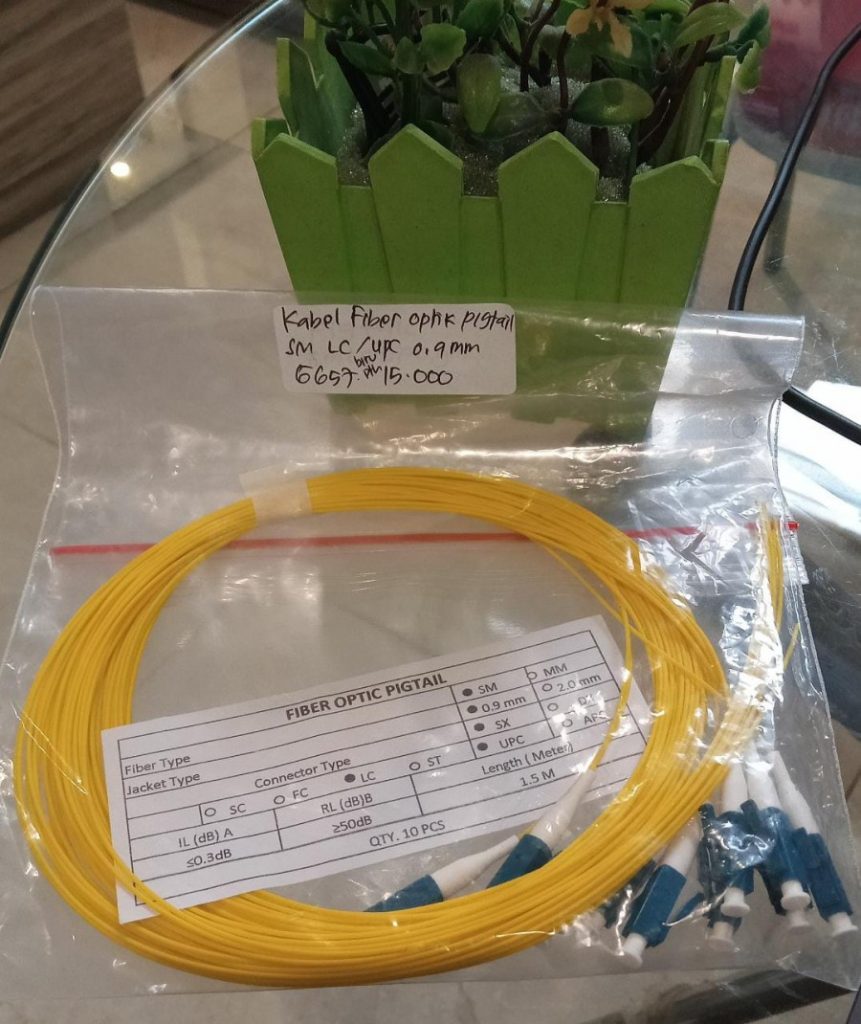 Kabel Fiber optik pigtail
SM LC/UPC 0.9mm
biru
6657. 15.000
FIBER OPTIC PIGTAIL
Fiber Type
● SM ○ MM
Jacket Type
● 0.9 mm ○ 2.0 mm
● SX ○
● UPC ○ APC
Connector Type
○ SC ○ FC ● LC ○ ST
IL (dB) A RL (dB)B Length ( Meter)
≤0.3dB ≥50dB 1.5 M
QTY. 10 PCS